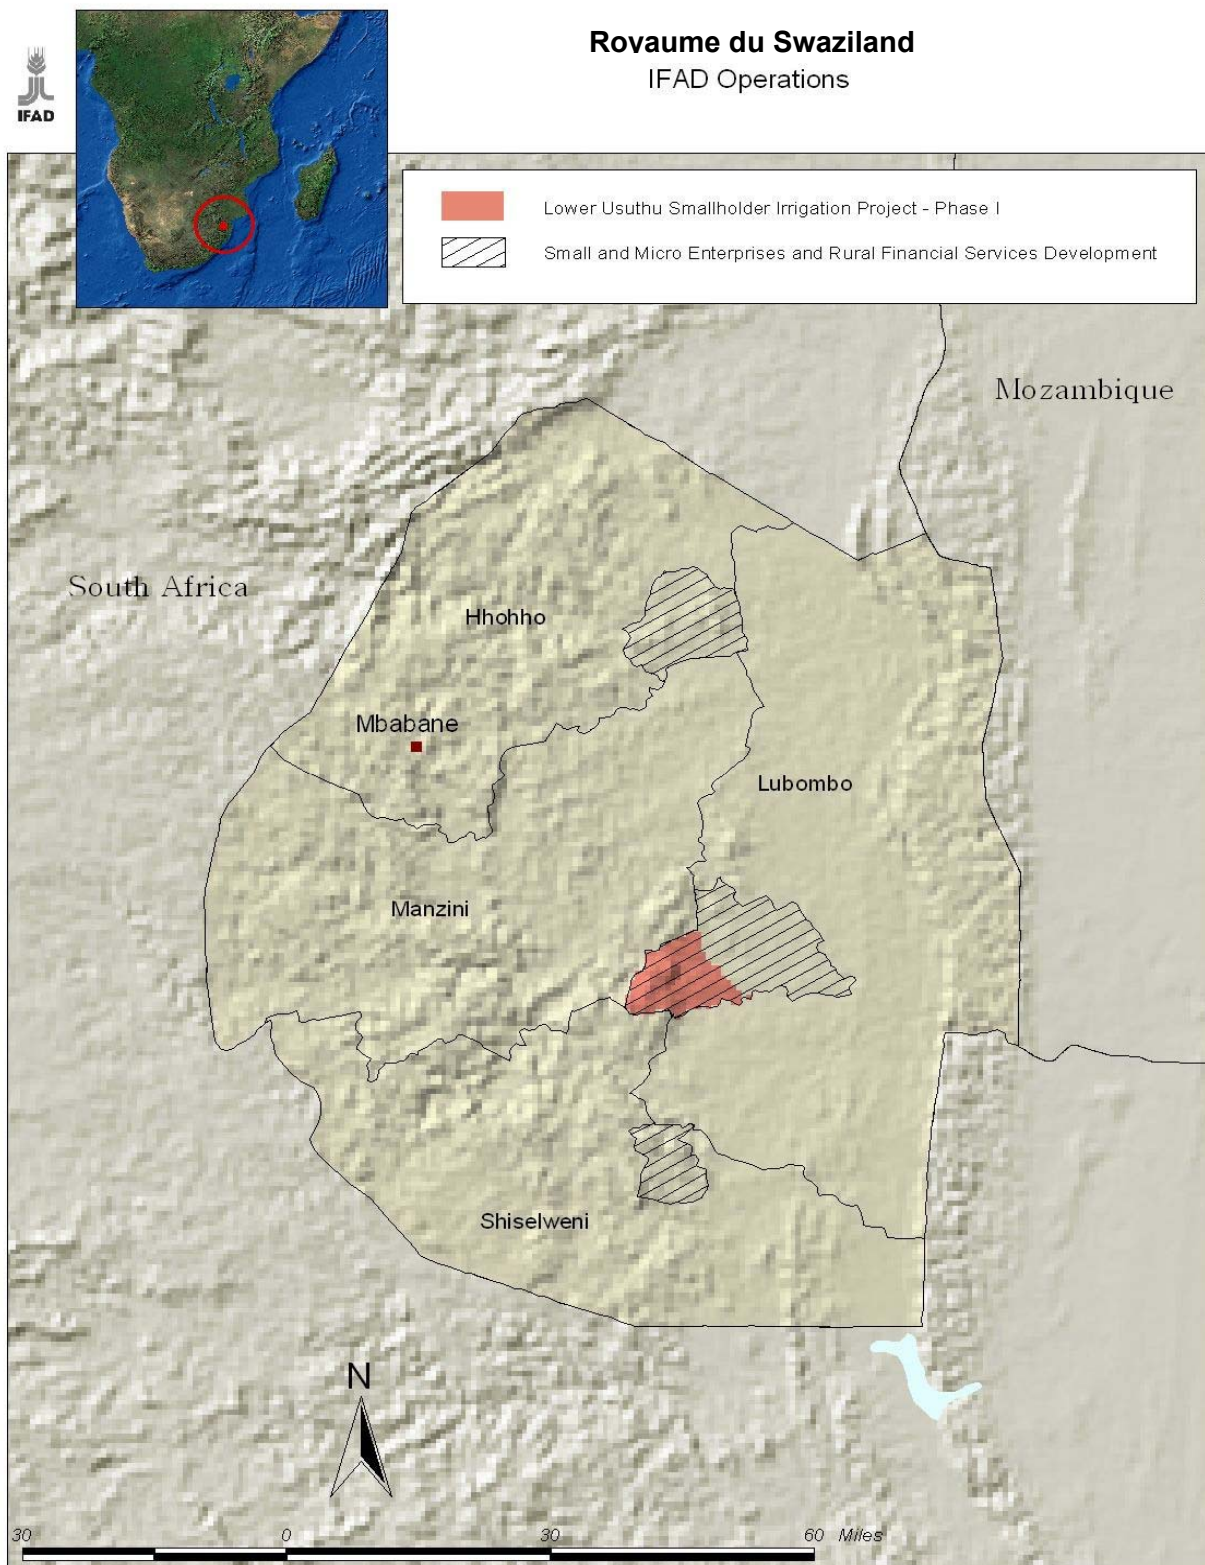 IFAD
Rovaume du Swaziland
IFAD Operations
Lower Usuthu Smallholder Irrigation Project - Phase I
Small and Micro Enterprises and Rural Financial Services Development
Mozambique
South Africa
Hhohho
Mbabane
Lubombo
Manzini
Shiselweni
N
30 0 30 60 Miles